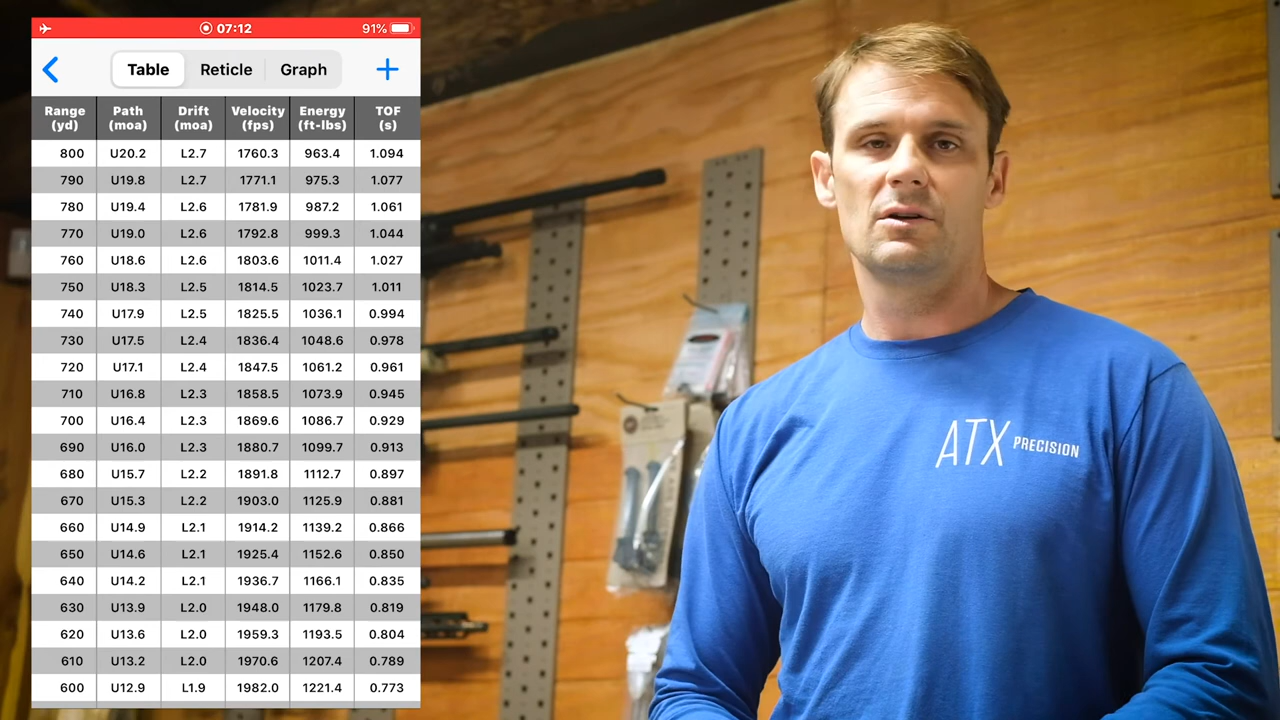 07:12 91%
Table Reticle Graph
Range Path Drift Velocity Energy TOF
(yd) (moa) (moa) (fps) (ft-lbs) (s)
800 U20.2 L2.7 1760.3 963.4 1.094
790 U19.8 L2.7 1771.1 975.3 1.077
780 U19.4 L2.6 1781.9 987.2 1.061
770 U19.0 L2.6 1792.8 999.3 1.044
760 U18.6 L2.6 1803.6 1011.4 1.027
750 U18.3 L2.5 1814.5 1023.7 1.011
740 U17.9 L2.5 1825.5 1036.1 0.994
730 U17.5 L2.4 1836.4 1048.6 0.978
720 U17.1 L2.4 1847.5 1061.2 0.961
710 U16.8 L2.3 1858.5 1073.9 0.945
700 U16.4 L2.3 1869.6 1086.7 0.929
690 U16.0 L2.3 1880.7 1099.7 0.913
680 U15.7 L2.2 1891.8 1112.7 0.897
670 U15.3 L2.2 1903.0 1125.9 0.881
660 U14.9 L2.1 1914.2 1139.2 0.866
650 U14.6 L2.1 1925.4 1152.6 0.850
640 U14.2 L2.1 1936.7 1166.1 0.835
630 U13.9 L2.0 1948.0 1179.8 0.819
620 U13.6 L2.0 1959.3 1193.5 0.804
610 U13.2 L2.0 1970.6 1207.4 0.789
600 U12.9 L1.9 1982.0 1221.4 0.773
ATX PRECISION